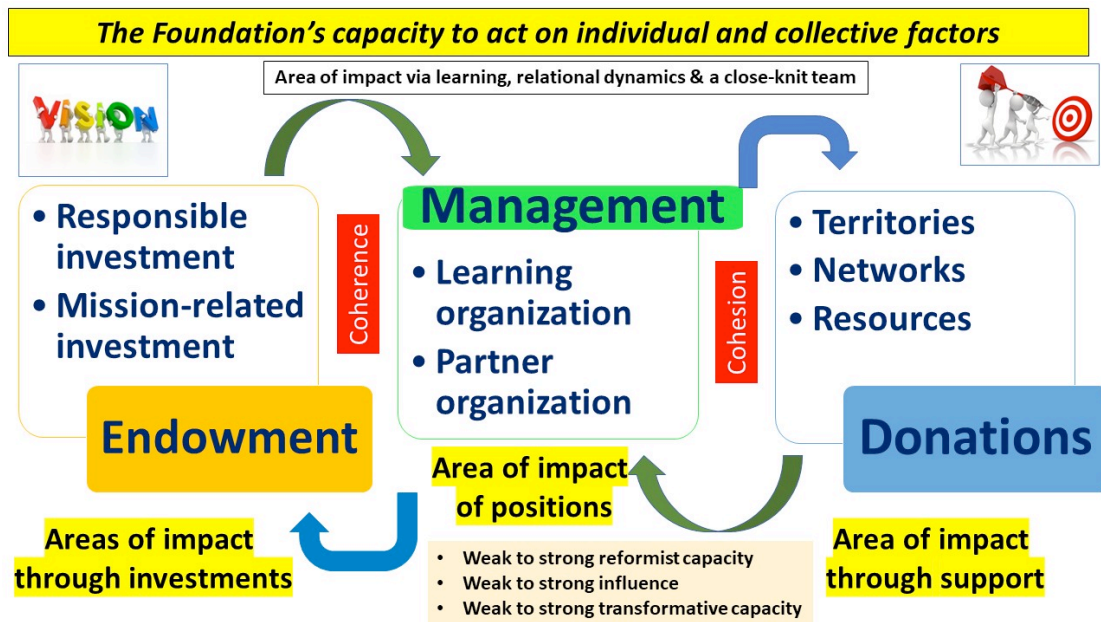 The Foundation's capacity to act on individual and collective factors
Area of impact via learning, relational dynamics & a close-knit team
VISION
• Responsible
investment
• Mission-related
investment
Endowment
Coherence
Management
• Learning
organization
• Partner
organization
Cohesion
• Territories
• Networks
• Resources
Donations
Areas of impact
through investments
Area of impact
of positions
• Weak to strong reformist capacity
• Weak to strong influence
• Weak to strong transformative capacity
Area of impact
through support